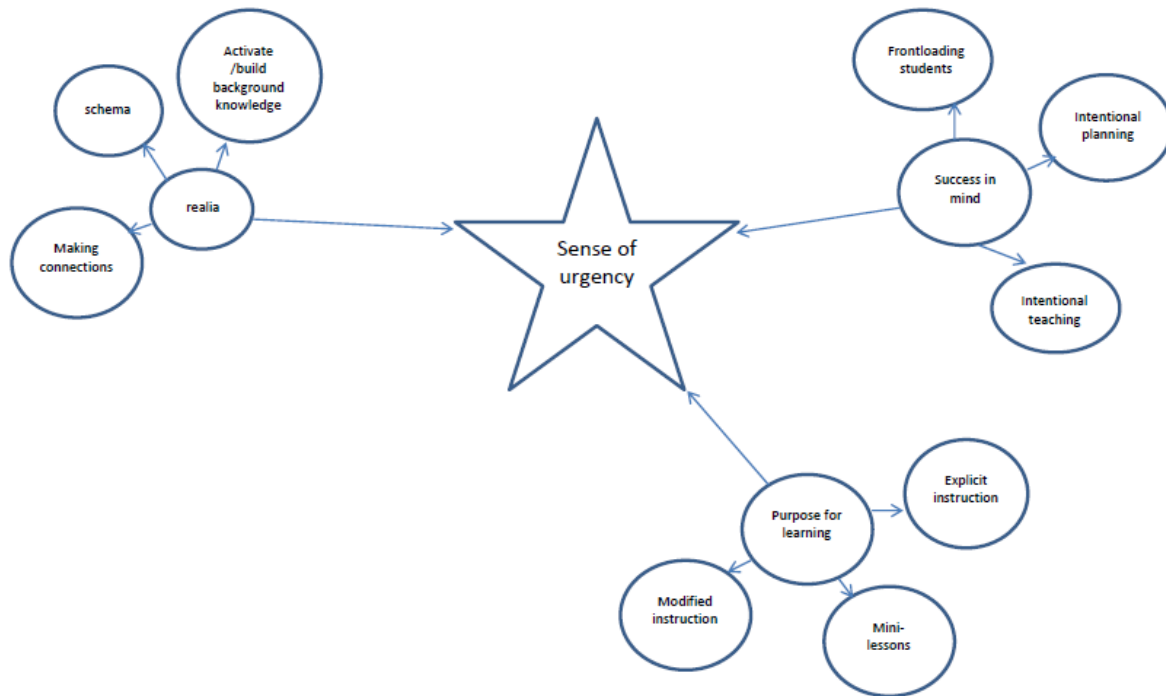 Activate
/build
background
knowledge
schema
realia
Making
connections
Sense of
urgency
Frontloading
students
Intentional
planning
Success in
mind
Intentional
teaching
Purpose for
learning
Explicit
instruction
Modified
instruction
Mini-
lessons